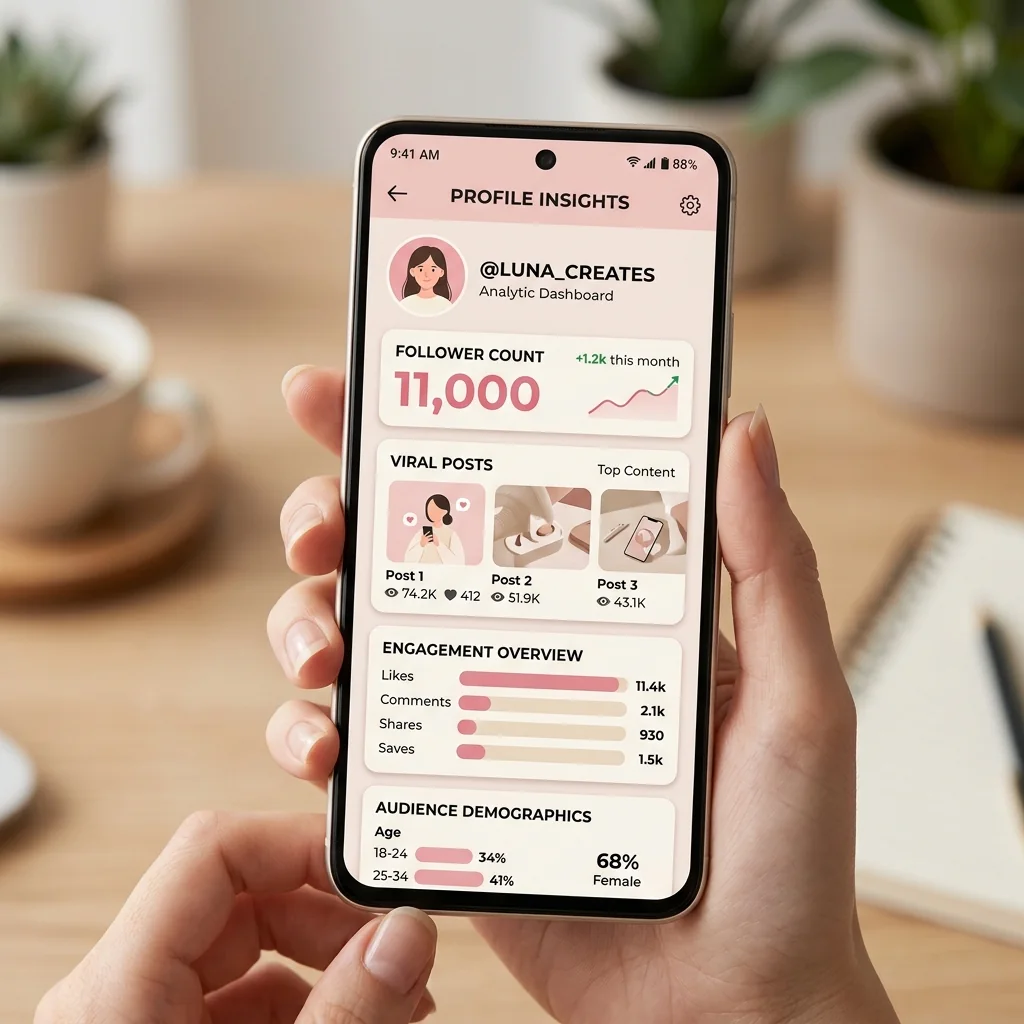 9:41 AM
88%
PROFILE INSIGHTS
@LUNA_CREATES
Analytic Dashboard
FOLLOWER COUNT
+1.2k this month
11,000
VIRAL POSTS
Top Content
Post 1
74.2K 412
Post 2
51.9K
Post 3
43.1K
ENGAGEMENT OVERVIEW
Likes 11.4k
Comments 2.1k
Shares 930
Saves 1.5k
AUDIENCE DEMOGRAPHICS
Age
18-24 34%
25-34 41%
68%
Female